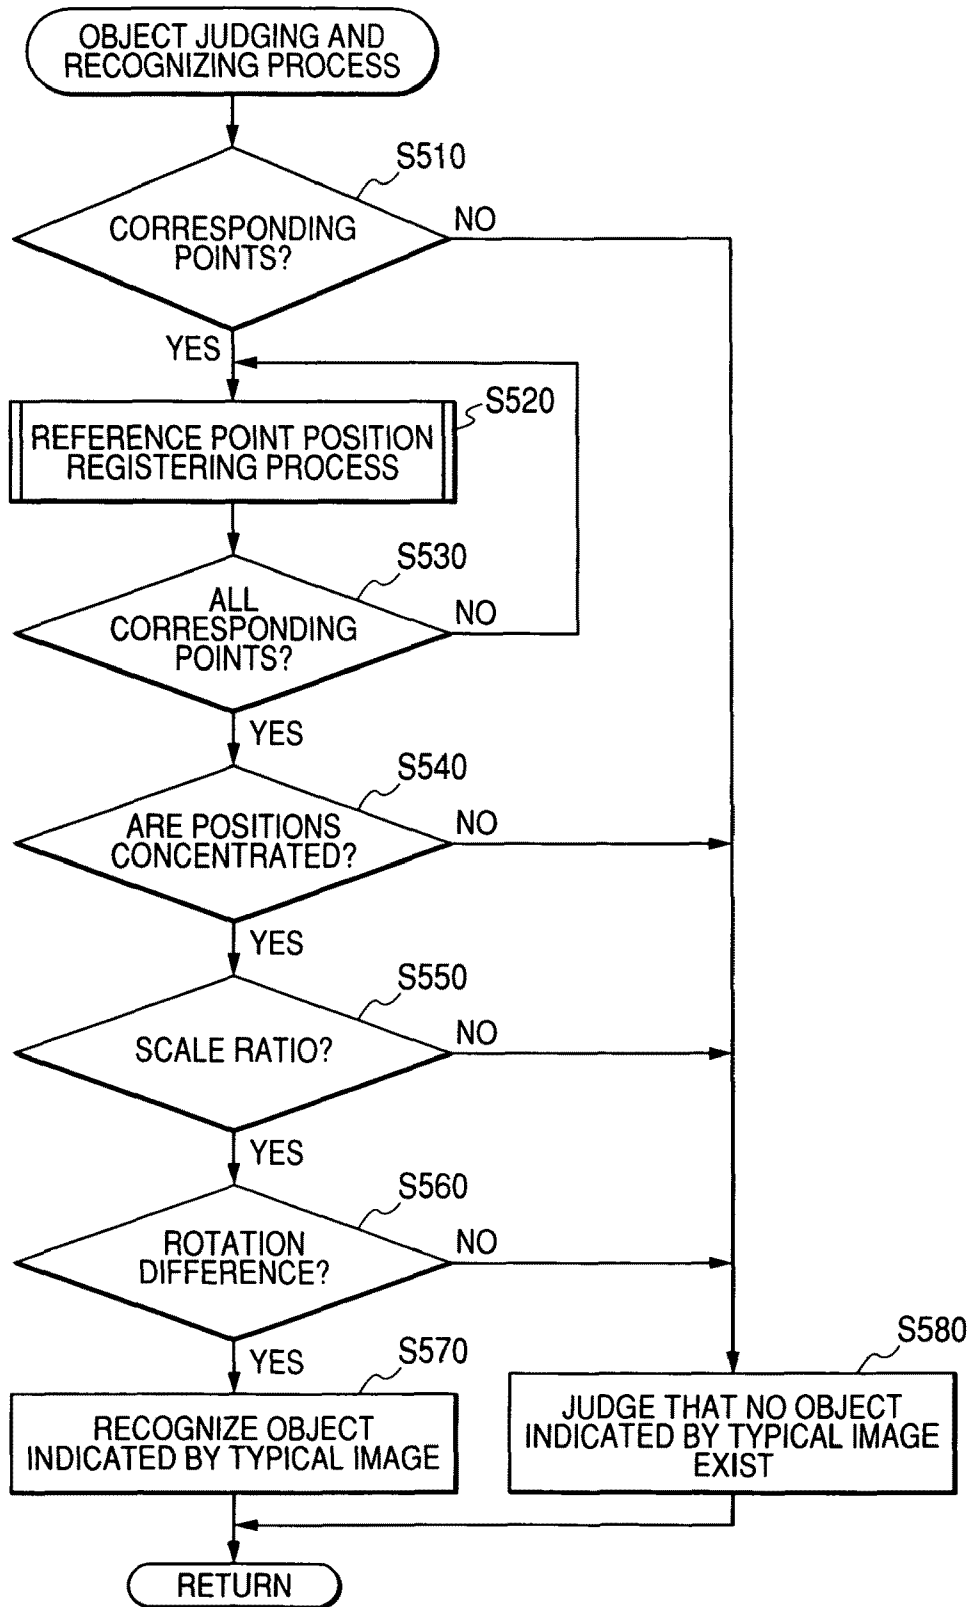 OBJECT JUDGING AND
RECOGNIZING PROCESS
S510
CORRESPONDING
POINTS?
NO
YES
S520
REFERENCE POINT POSITION
REGISTERING PROCESS
S530
ALL
CORRESPONDING
POINTS?
NO
YES
S540
ARE POSITIONS
CONCENTRATED?
NO
YES
S550
SCALE RATIO?
NO
YES
S560
ROTATION
DIFFERENCE?
NO
YES
S570
RECOGNIZE OBJECT
INDICATED BY TYPICAL IMAGE
S580
JUDGE THAT NO OBJECT
INDICATED BY TYPICAL IMAGE
EXIST
RETURN